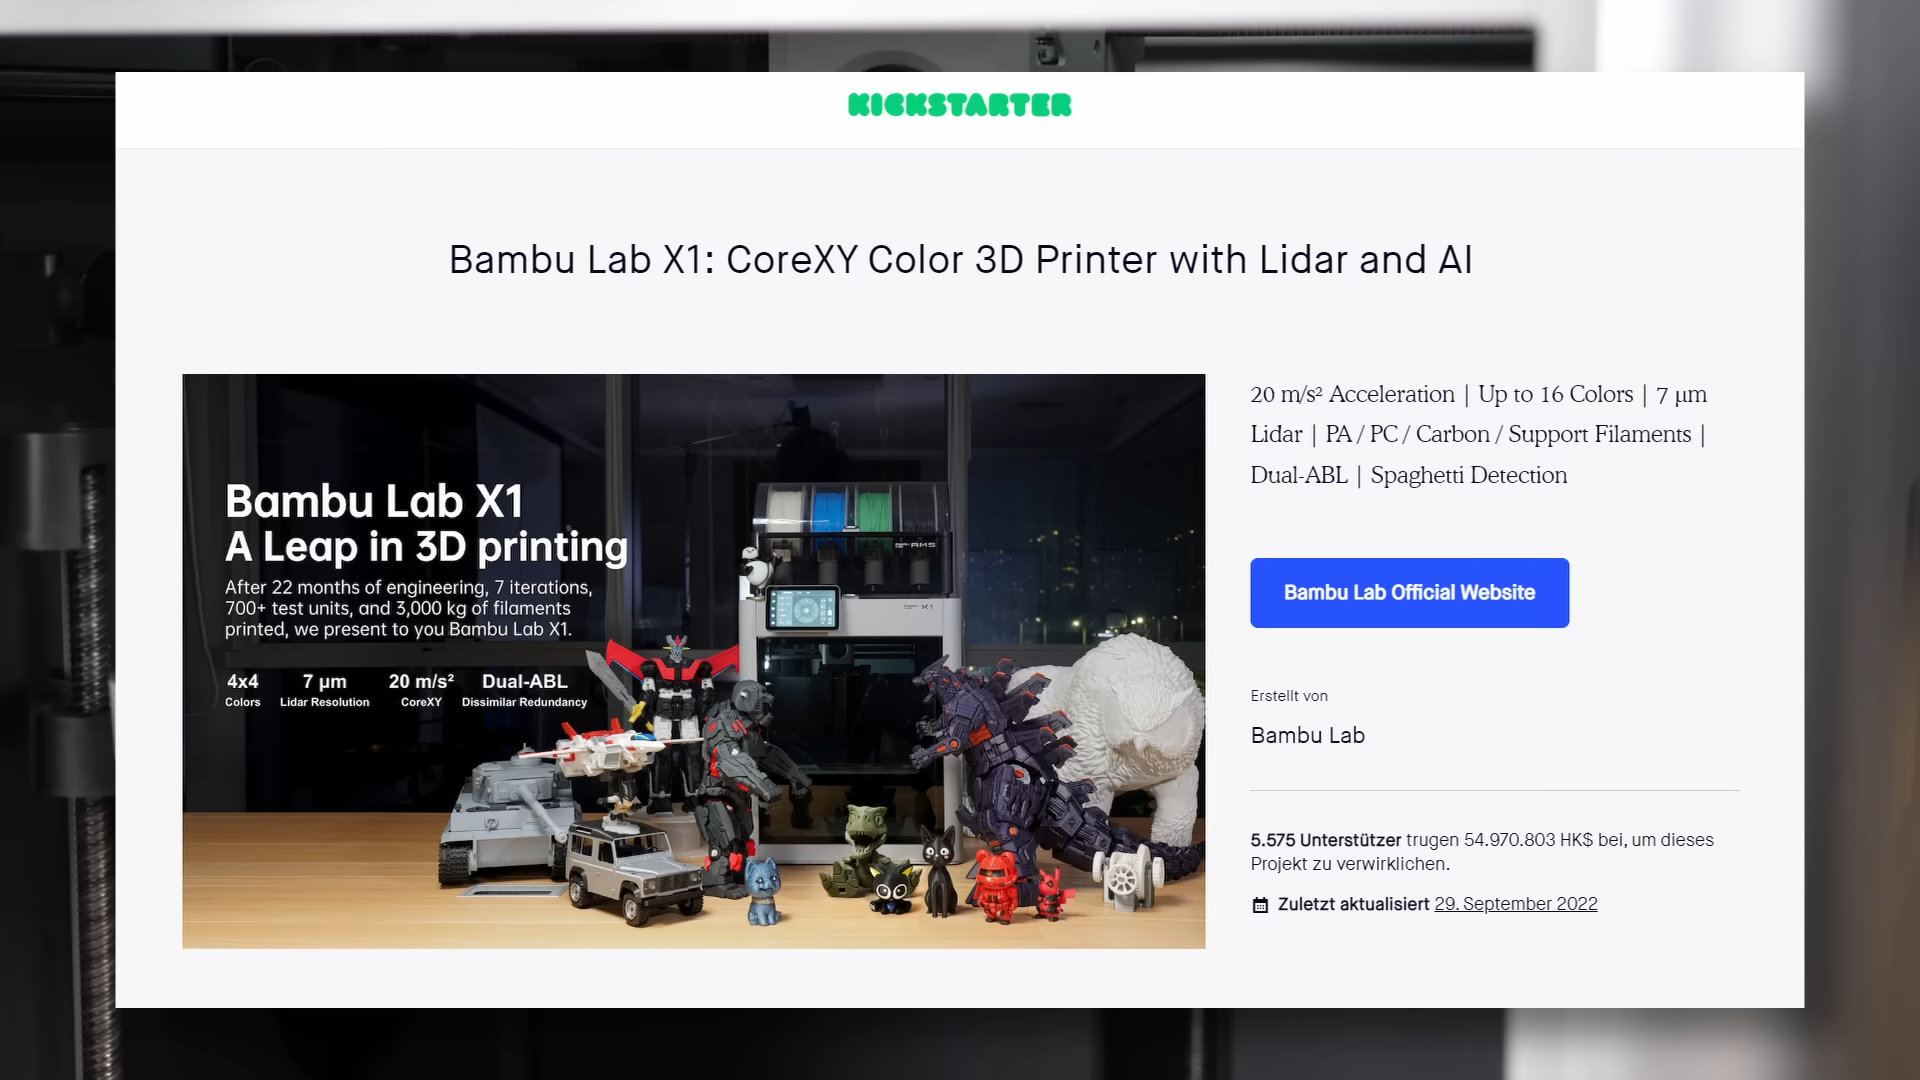 KICKSTARTER
Bambu Lab X1: CoreXY Color 3D Printer with Lidar and AI
Bambu Lab X1
A Leap in 3D printing
After 22 months of engineering, 7 iterations,
700+ test units, and 3,000 kg of filaments
printed, we present to you Bambu Lab X1.
4x4 7 μm 20 m/s² Dual-ABL
Colors Lidar Resolution CoreXY Dissimilar Redundancy
AMS
X1
20 m/s² Acceleration | Up to 16 Colors | 7 μm
Lidar | PA / PC / Carbon / Support Filaments |
Dual-ABL | Spaghetti Detection
Bambu Lab Official Website
Erstellt von
Bambu Lab
5.575 Unterstützer trugen 54.970.803 HK$ bei, um dieses
Projekt zu verwirklichen.
Zuletzt aktualisiert 29. September 2022